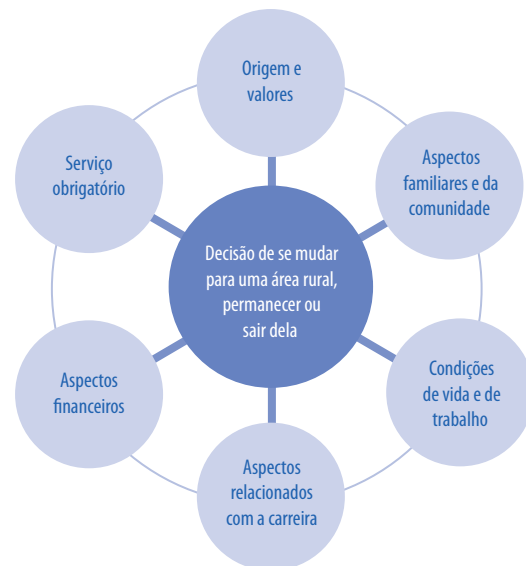 Origem e
valores
Aspectos
familiares e da
comunidade
Condições
de vida e de
trabalho
Aspectos
relacionados
com a carreira
Aspectos
financeiros
Serviço
obrigatório
Decisão de se mudar
para uma área rural,
permanecer ou
sair dela